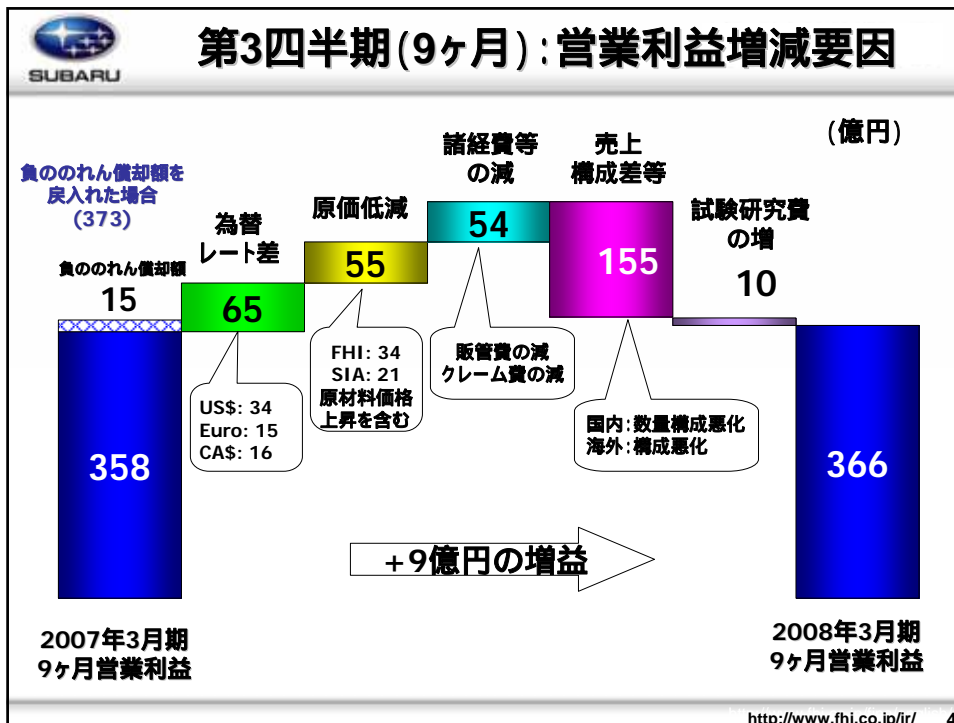 SUBARU
第3四半期(9ヶ月):営業利益増減要因
(億円)
負ののれん償却額を
戻入れた場合
(373)
負ののれん償却額
15
358
2007年3月期
9ヶ月営業利益
為替
レート差
65
US$: 34
Euro: 15
CA$: 16
原価低減
55
FHI: 34
SIA: 21
原材料価格
上昇を含む
諸経費等
の減
54
販管費の減
クレーム費の減
売上
構成差等
155
国内:数量構成悪化
海外:構成悪化
試験研究費
の増
10
366
2008年3月期
9ヶ月営業利益
+9億円の増益
http://www.fhi.co.jp/ir/ 4